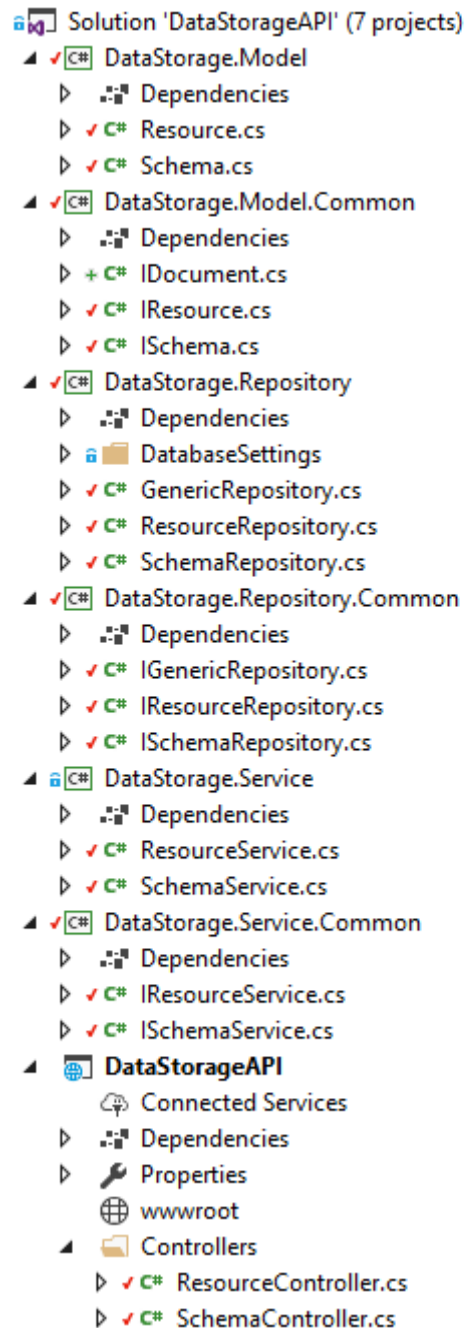 Solution 'DataStorageAPI' (7 projects)
C# DataStorage.Model
Dependencies
C# Resource.cs
C# Schema.cs
C# DataStorage.Model.Common
Dependencies
C# IDocument.cs
C# IResource.cs
C# ISchema.cs
C# DataStorage.Repository
Dependencies
DatabaseSettings
C# GenericRepository.cs
C# ResourceRepository.cs
C# SchemaRepository.cs
C# DataStorage.Repository.Common
Dependencies
C# IGenericRepository.cs
C# IResourceRepository.cs
C# ISchemaRepository.cs
C# DataStorage.Service
Dependencies
C# ResourceService.cs
C# SchemaService.cs
C# DataStorage.Service.Common
Dependencies
C# IResourceService.cs
C# ISchemaService.cs
DataStorageAPI
Connected Services
Dependencies
Properties
wwwroot
Controllers
C# ResourceController.cs
C# SchemaController.cs